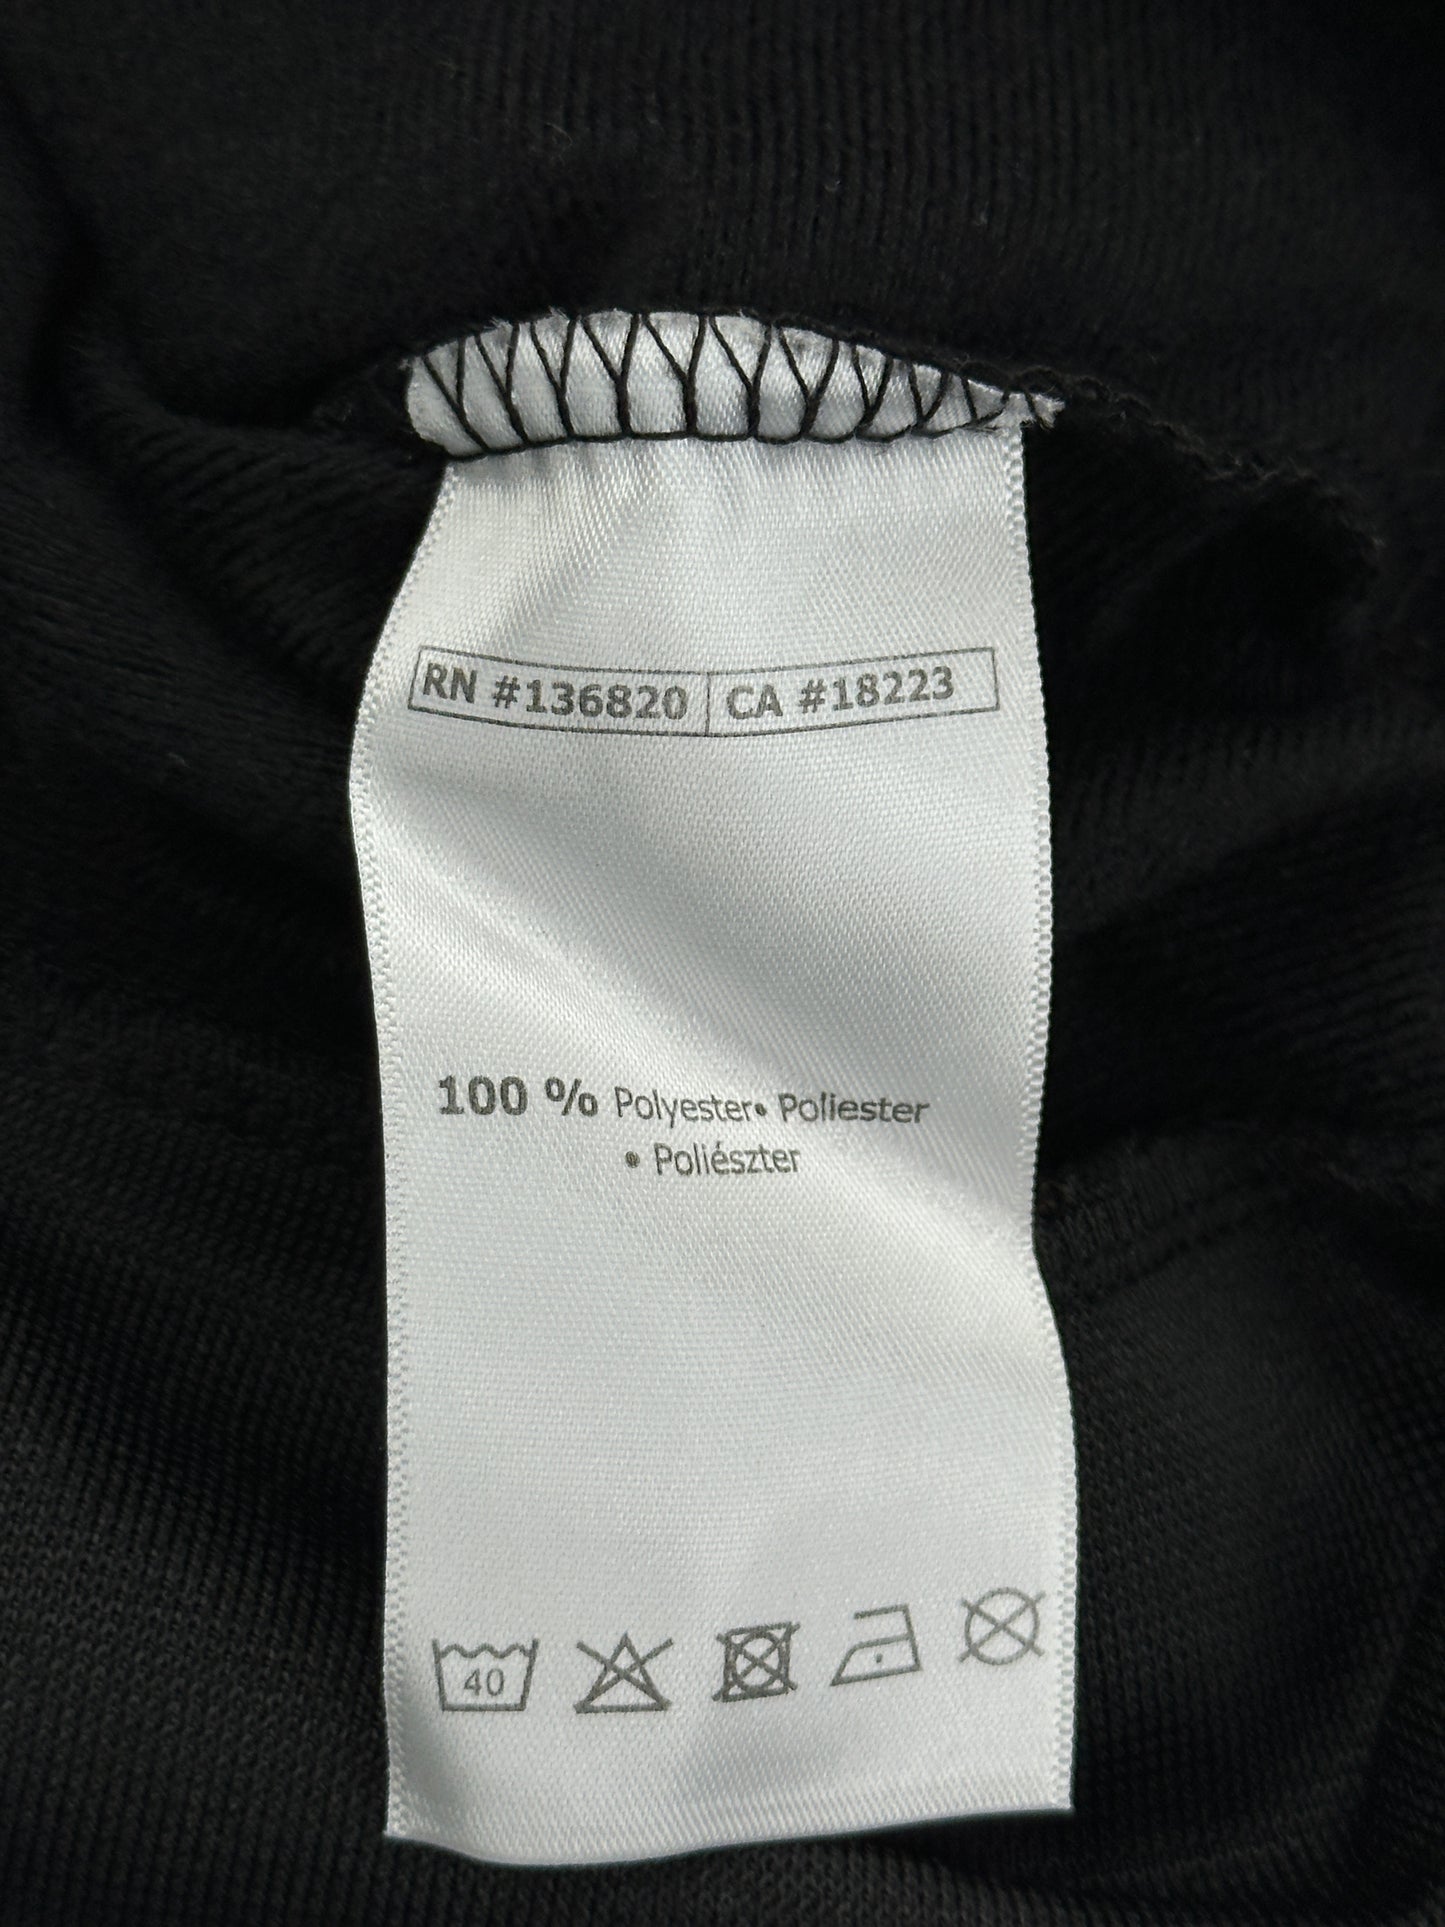 RN #136820 CA #18223
100 % Polyester• Poliester
• Poliészter
40